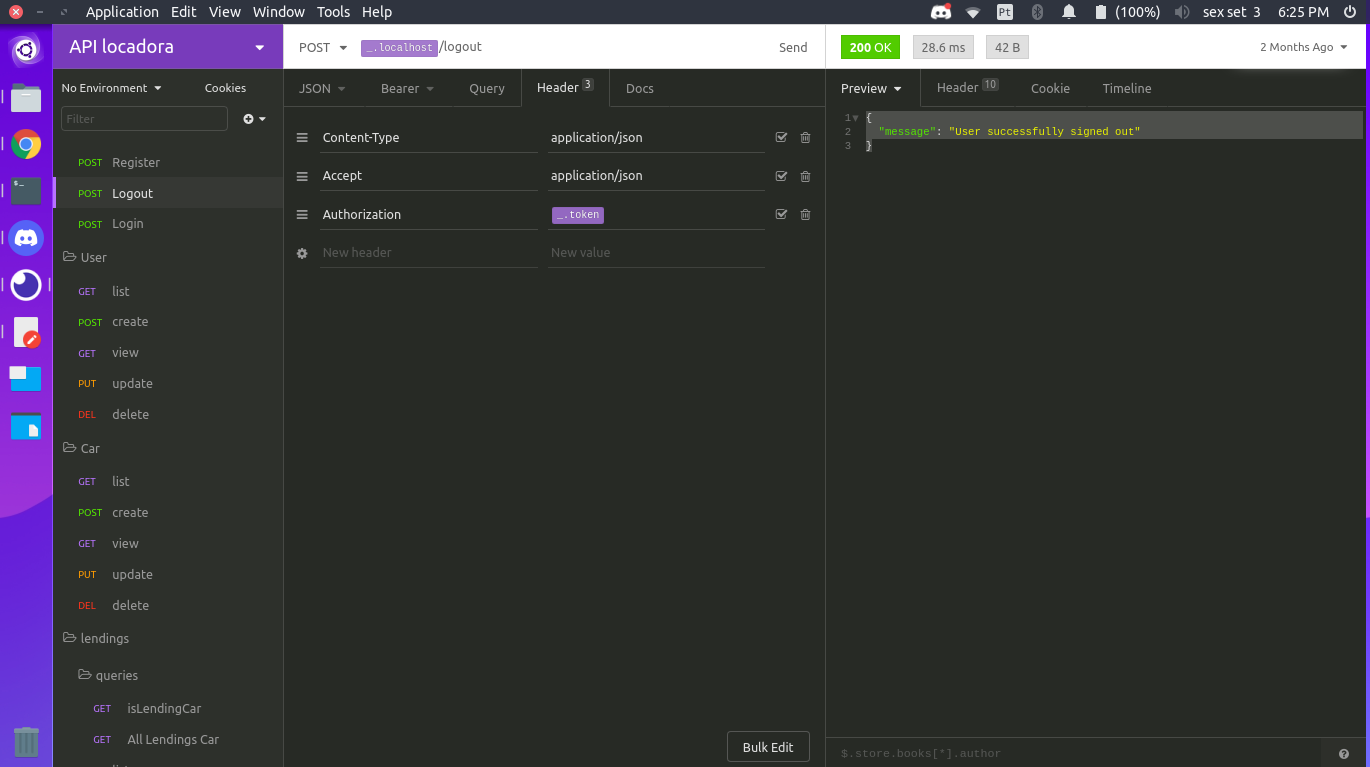 Application Edit View Window Tools Help
Pt (100%) sex set 3 6:25 PM
API locadora
POST _.localhost/logout Send
200 OK 28.6 ms 42 B 2 Months Ago
No Environment Cookies
JSON Bearer Query Header 3 Docs
Preview Header 10 Cookie Timeline
Filter
POST Register
POST Logout
POST Login
User
GET list
POST create
GET view
PUT update
DEL delete
Car
GET list
POST create
GET view
PUT update
DEL delete
lendings
queries
GET isLendingCar
GET All Lendings Car
Content-Type application/json
Accept application/json
Authorization _.token
New header New value
Bulk Edit
1 {
2 "message": "User successfully signed out"
3 }
$.store.books[*].author